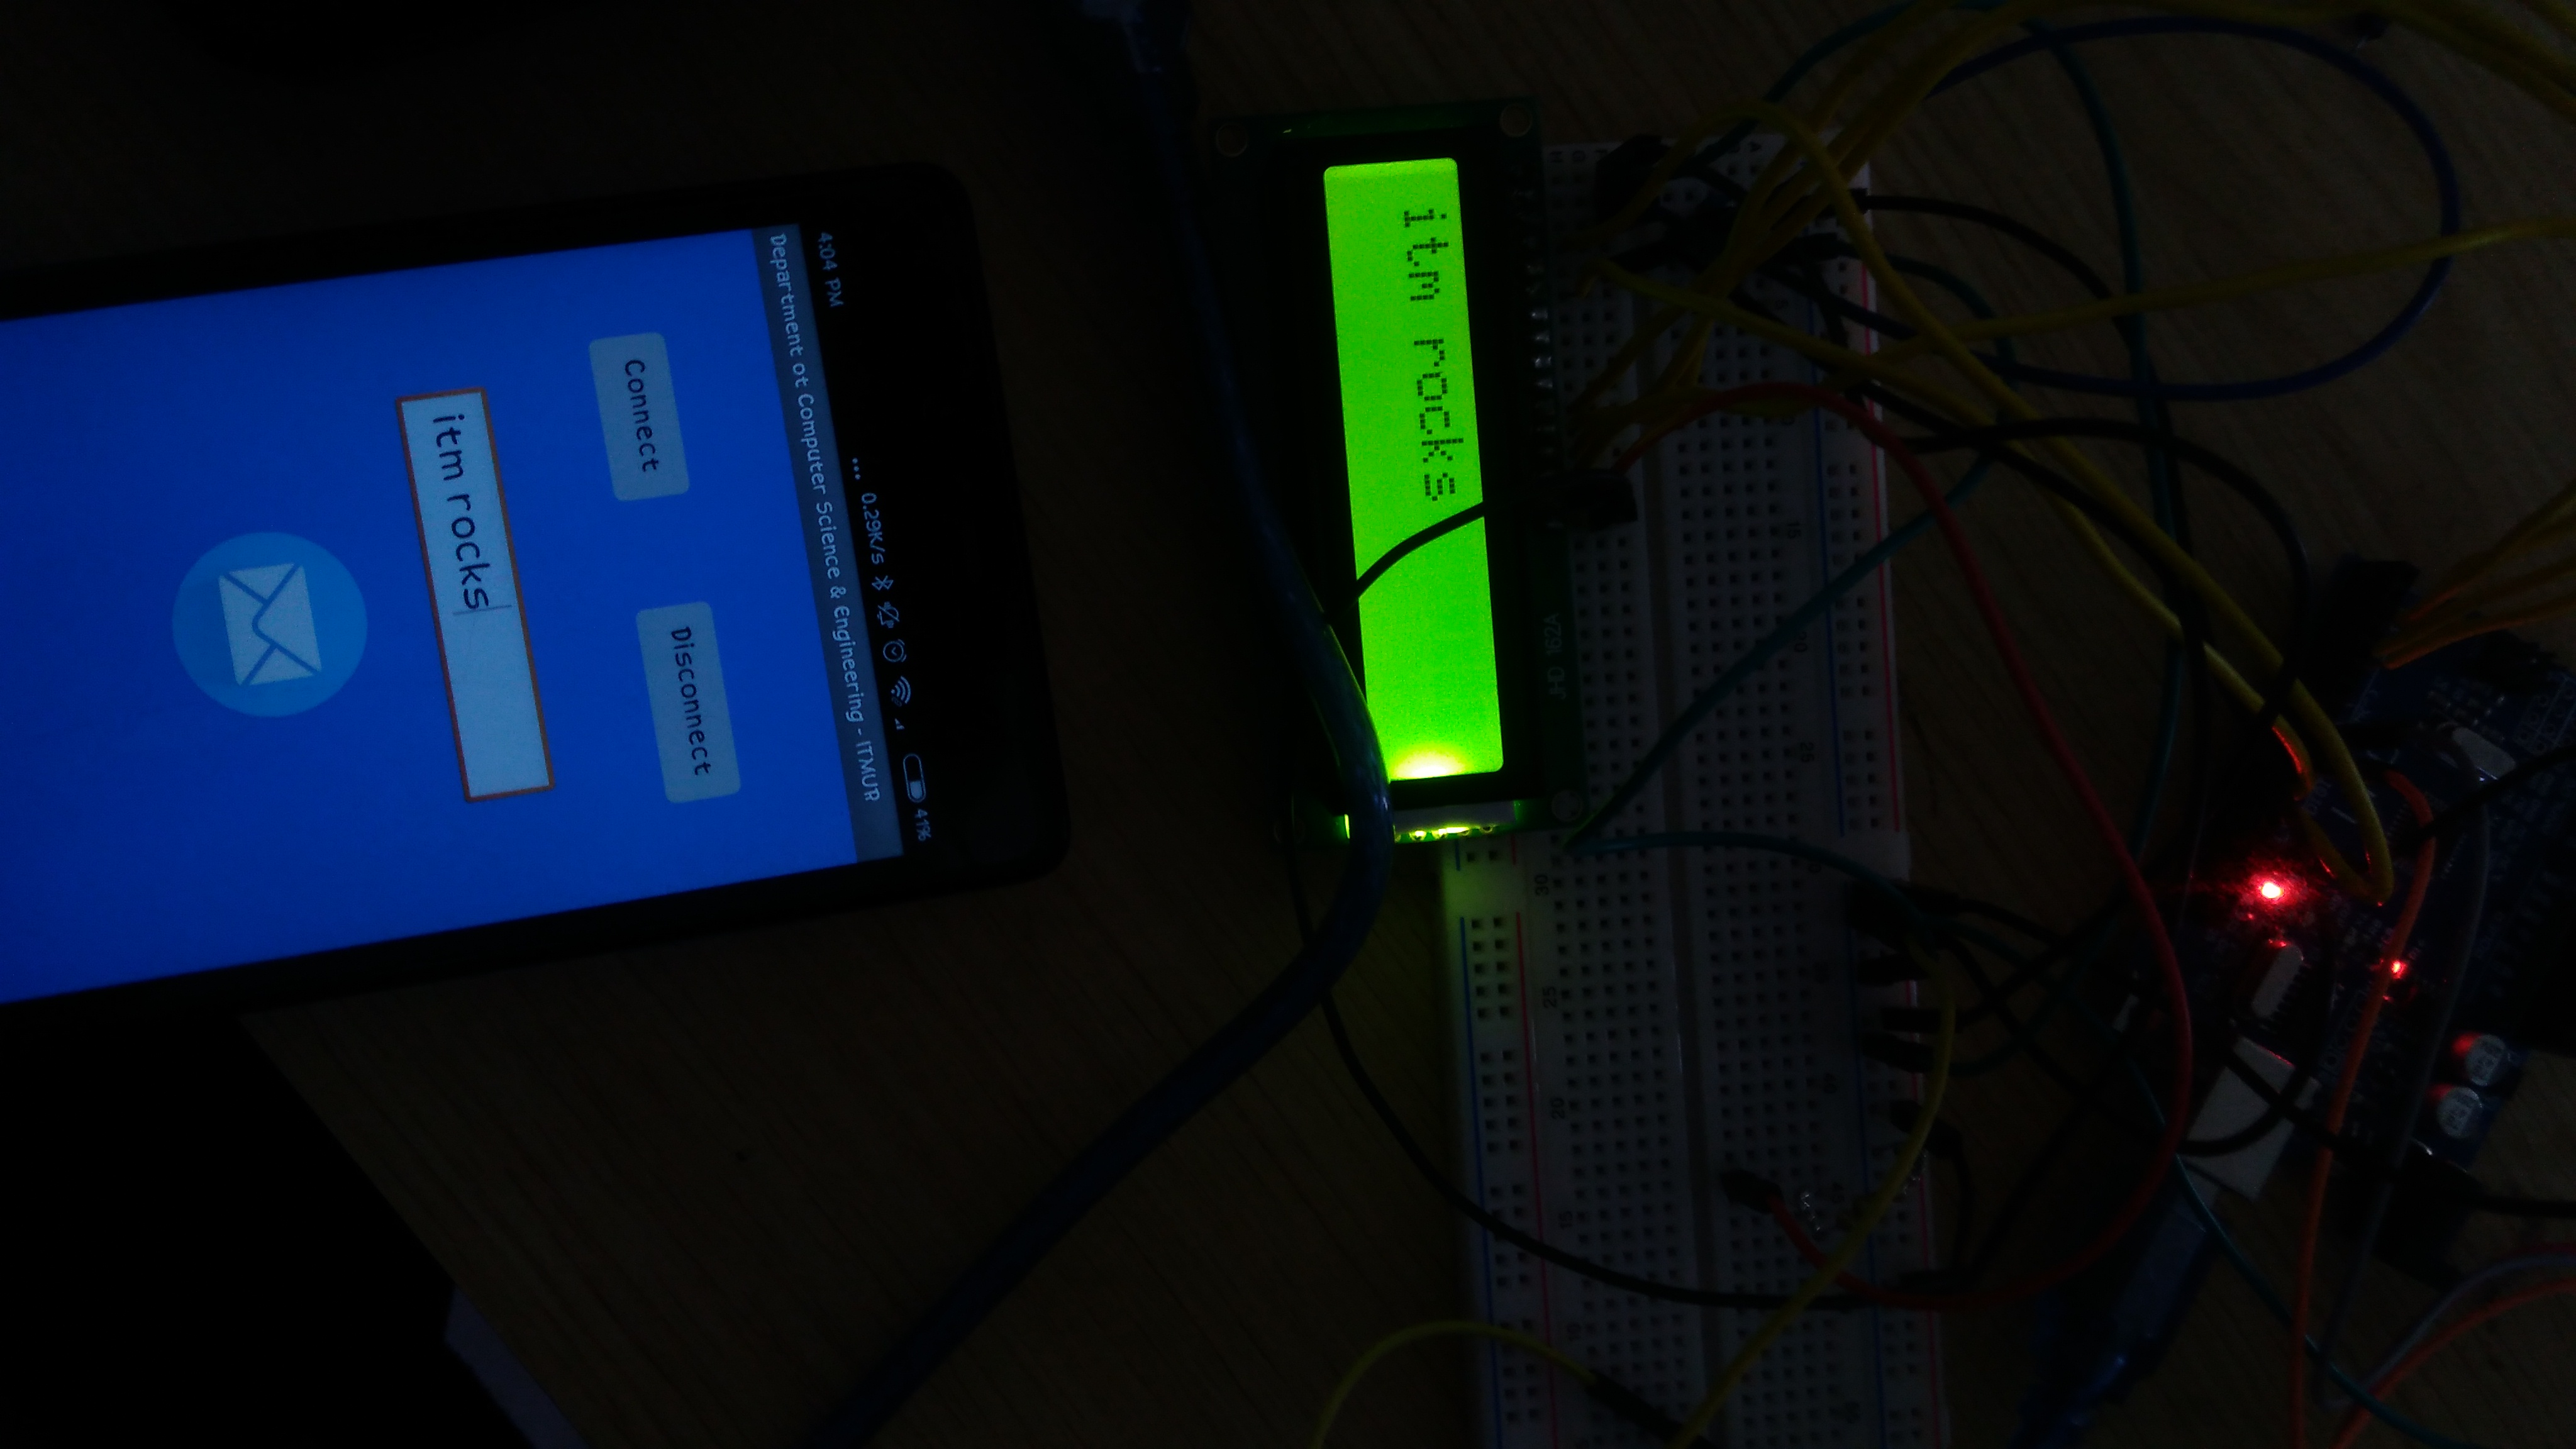 4:04 PM
... 0.29K/s
41%
Department of Computer Science & Engineering - ITMUR
Connect
Disconnect
itm rocks
itm rocks